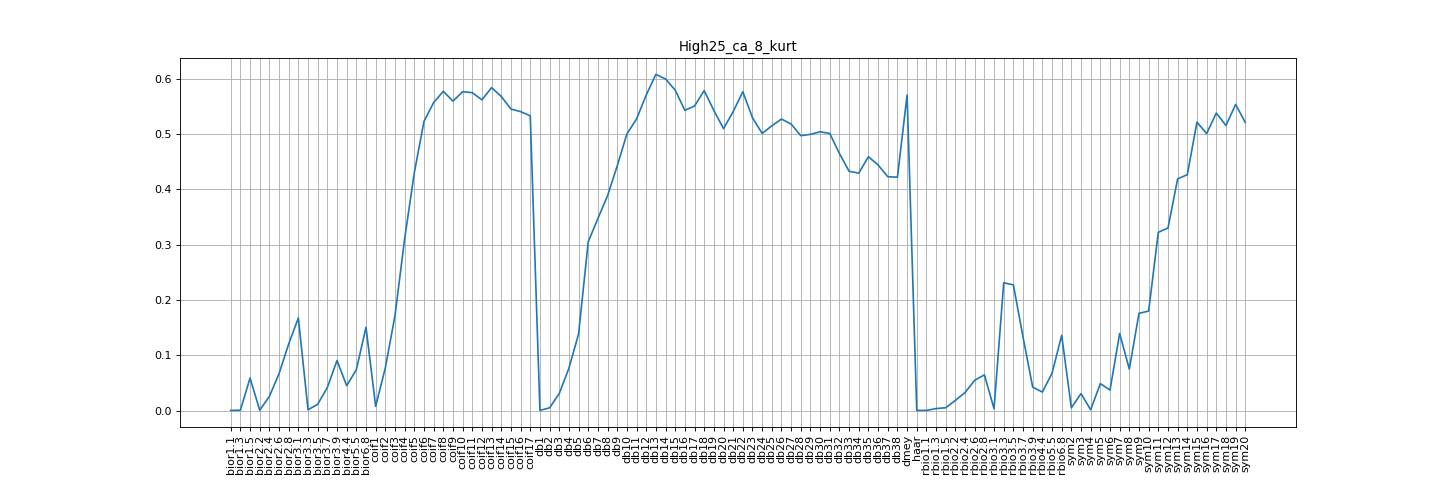 High25_ca_8_kurt
0.6
0.5
0.4
0.3
0.2
0.1
0.0
bior1.1
bior1.3
bior1.5
bior2.2
bior2.4
bior2.6
bior2.8
bior3.1
bior3.3
bior3.5
bior3.7
bior3.9
bior4.4
bior5.5
bior6.8
coif1
coif2
coif3
coif4
coif5
coif6
coif7
coif8
coif9
coif10
coif11
coif12
coif13
coif14
coif15
coif16
coif17
db1
db2
db3
db4
db5
db6
db7
db8
db9
db10
db11
db12
db13
db14
db15
db16
db17
db18
db19
db20
db21
db22
db23
db24
db25
db26
db27
db28
db29
db30
db31
db32
db33
db34
db35
db36
db37
db38
dmey
haar
rbio1.1
rbio1.3
rbio1.5
rbio2.2
rbio2.4
rbio2.6
rbio2.8
rbio3.1
rbio3.3
rbio3.5
rbio3.7
rbio3.9
rbio4.4
rbio5.5
rbio6.8
sym2
sym3
sym4
sym5
sym6
sym7
sym8
sym9
sym10
sym11
sym12
sym13
sym14
sym15
sym16
sym17
sym18
sym19
sym20